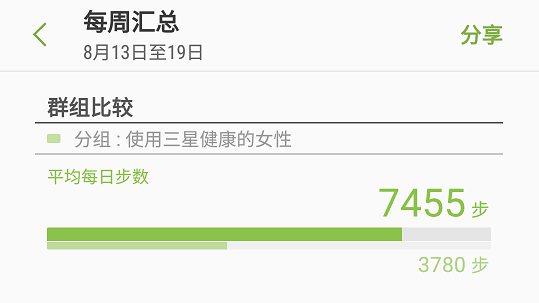 每周汇总
8月13日至19日
分享
群组比较
分组 : 使用三星健康的女性
平均每日步数
7455 步
3780 步